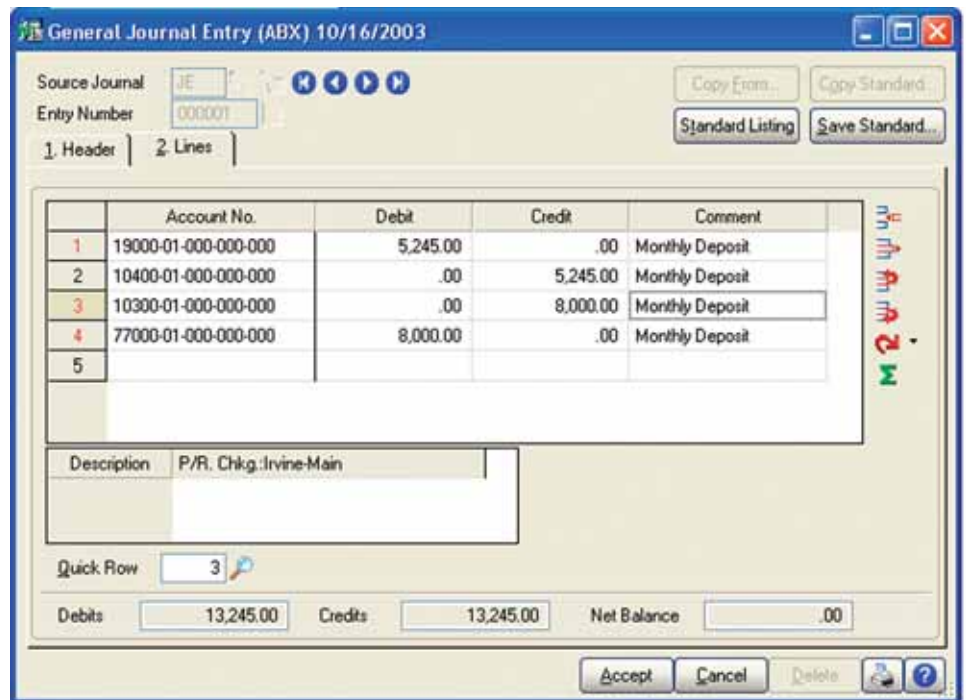 General Journal Entry (ABX) 10/16/2003
Source Journal JE Copy From... Copy Standard...
Entry Number 000001 Standard Listing Save Standard...
1. Header 2. Lines
Account No. Debit Credit Comment
1 19000-01-000-000-000 5,245.00 .00 Monthly Deposit
2 10400-01-000-000-000 .00 5,245.00 Monthly Deposit
3 10300-01-000-000-000 .00 8,000.00 Monthly Deposit
4 77000-01-000-000-000 8,000.00 .00 Monthly Deposit
5
Description P/R. Chkg.:Irvine-Main
Quick Row 3
Debits 13,245.00 Credits 13,245.00 Net Balance .00
Accept Cancel Delete